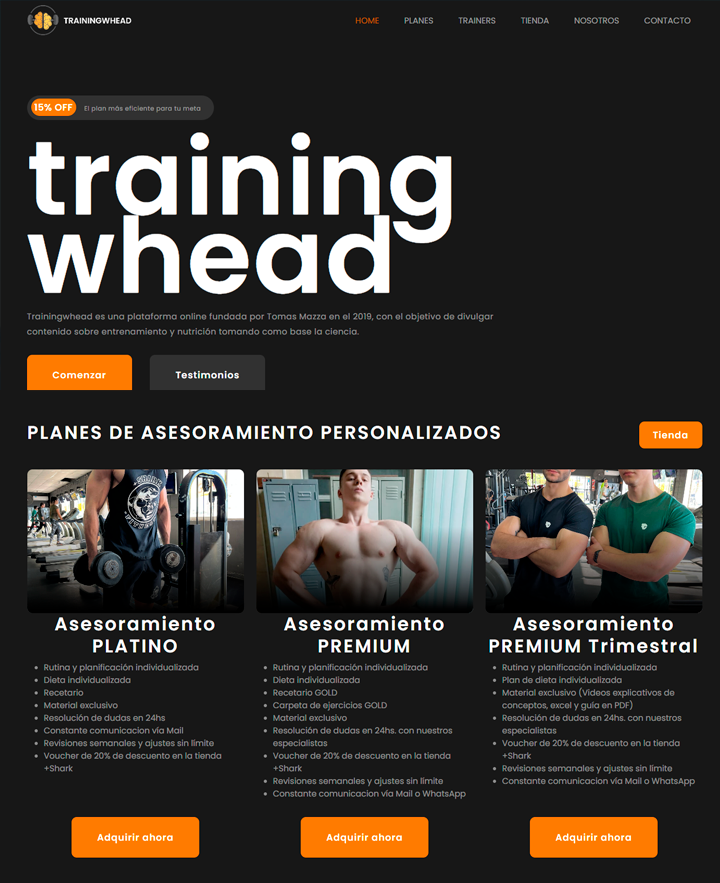 TRAININGWHEAD
HOME PLANES TRAINERS TIENDA NOSOTROS CONTACTO
15% OFF El plan más eficiente para tu meta
training
whead
Trainingwhead es una plataforma online fundada por Tomas Mazza en el 2019, con el objetivo de divulgar
contenido sobre entrenamiento y nutrición tomando como base la ciencia.
Comenzar Testimonios
PLANES DE ASESORAMIENTO PERSONALIZADOS
Tienda
Asesoramiento
PLATINO
Rutina y planificación individualizada
Dieta individualizada
Recetario
Material exclusivo
Resolución de dudas en 24hs
Constante comunicacion vía Mail
Revisiones semanales y ajustes sin límite
Voucher de 20% de descuento en la tienda
+Shark
Adquirir ahora
Asesoramiento
PREMIUM
Rutina y planificación individualizada
Dieta individualizada
Recetario GOLD
Carpeta de ejercicios GOLD
Material exclusivo
Resolución de dudas en 24hs. con nuestros
especialistas
Voucher de 20% de descuento en la tienda
+Shark
Revisiones semanales y ajustes sin límite
Constante comunicacion vía Mail o WhatsApp
Adquirir ahora
Asesoramiento
PREMIUM Trimestral
Rutina y planificación individualizada
Plan de dieta individualizada
Material exclusivo (Videos explicativos de
conceptos, excel y guía en PDF)
Resolución de dudas en 24hs. con nuestros
especialistas
Voucher de 20% de descuento en la tienda
+Shark
Revisiones semanales y ajustes sin límite
Constante comunicacion vía Mail o WhatsApp
Adquirir ahora